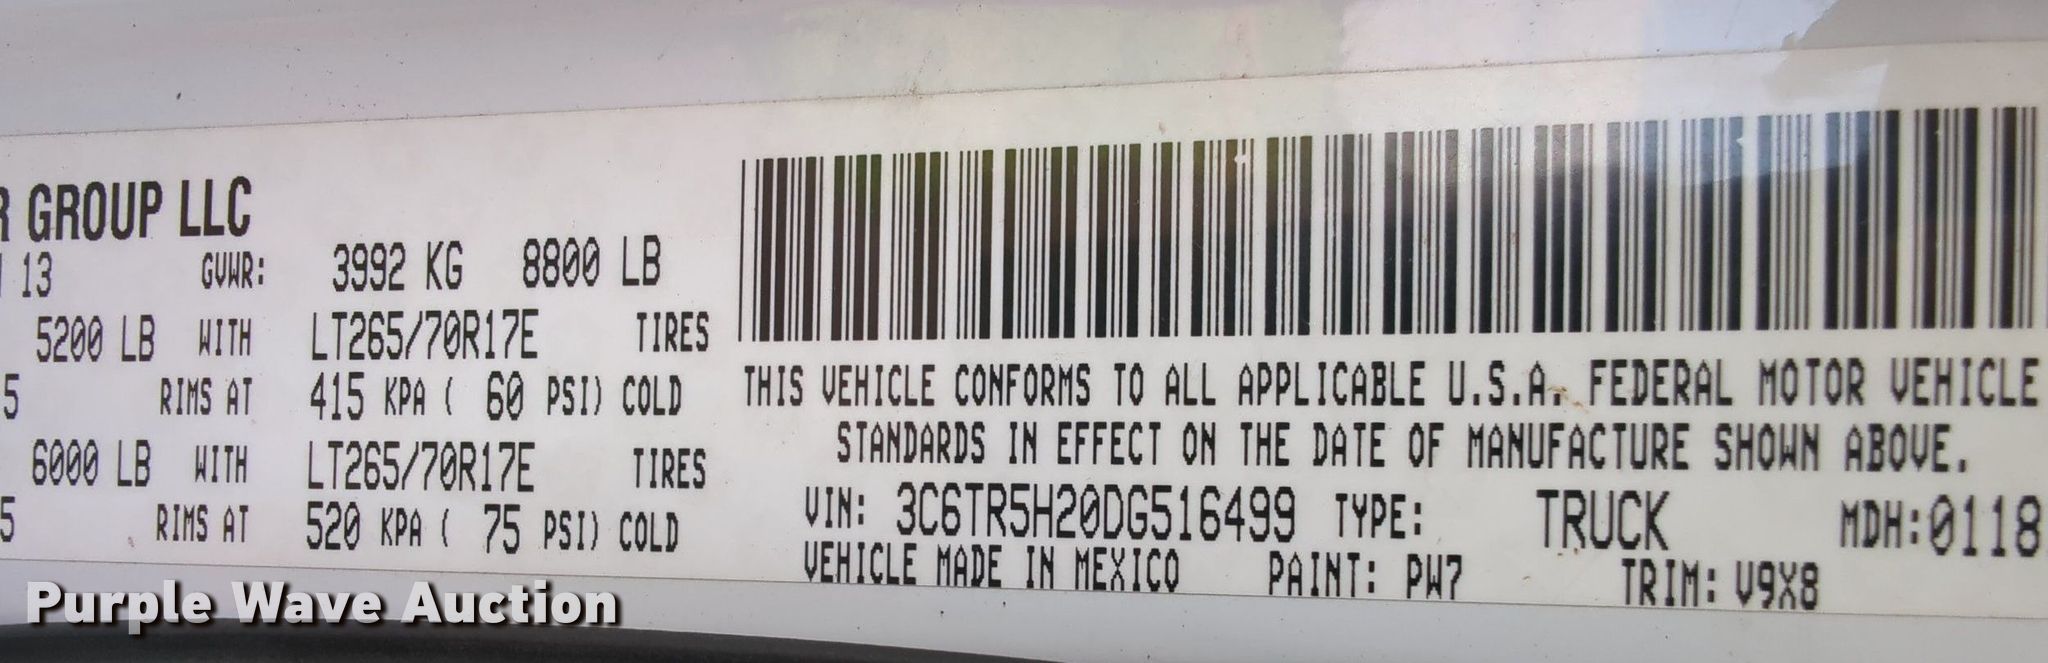 R GROUP LLC
13 GVWR: 3992 KG 8800 LB
5200 LB WITH LT265/70R17E TIRES
5 RIMS AT 415 KPA ( 60 PSI) COLD
6000 LB WITH LT265/70R17E TIRES
5 RIMS AT 520 KPA ( 75 PSI) COLD
THIS VEHICLE CONFORMS TO ALL APPLICABLE U.S.A. FEDERAL MOTOR VEHICLE
STANDARDS IN EFFECT ON THE DATE OF MANUFACTURE SHOWN ABOVE.
VIN: 3C6TR5H20DG516499 TYPE: TRUCK MDH:0118
VEHICLE MADE IN MEXICO PAINT: PW7 TRIM: V9X8
Purple Wave Auction